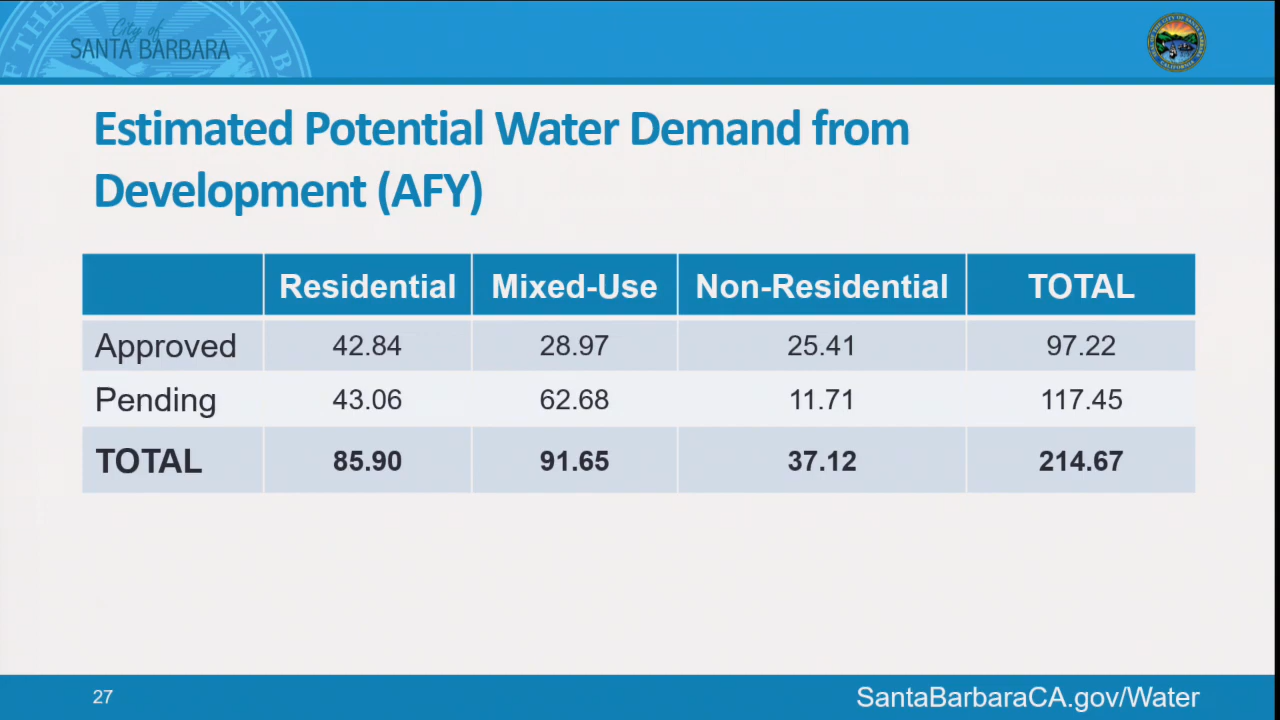 City of
SANTA BARBARA
Estimated Potential Water Demand from
Development (AFY)
Residential Mixed-Use Non-Residential TOTAL
Approved 42.84 28.97 25.41 97.22
Pending 43.06 62.68 11.71 117.45
TOTAL 85.90 91.65 37.12 214.67
27
SantaBarbaraCA.gov/Water